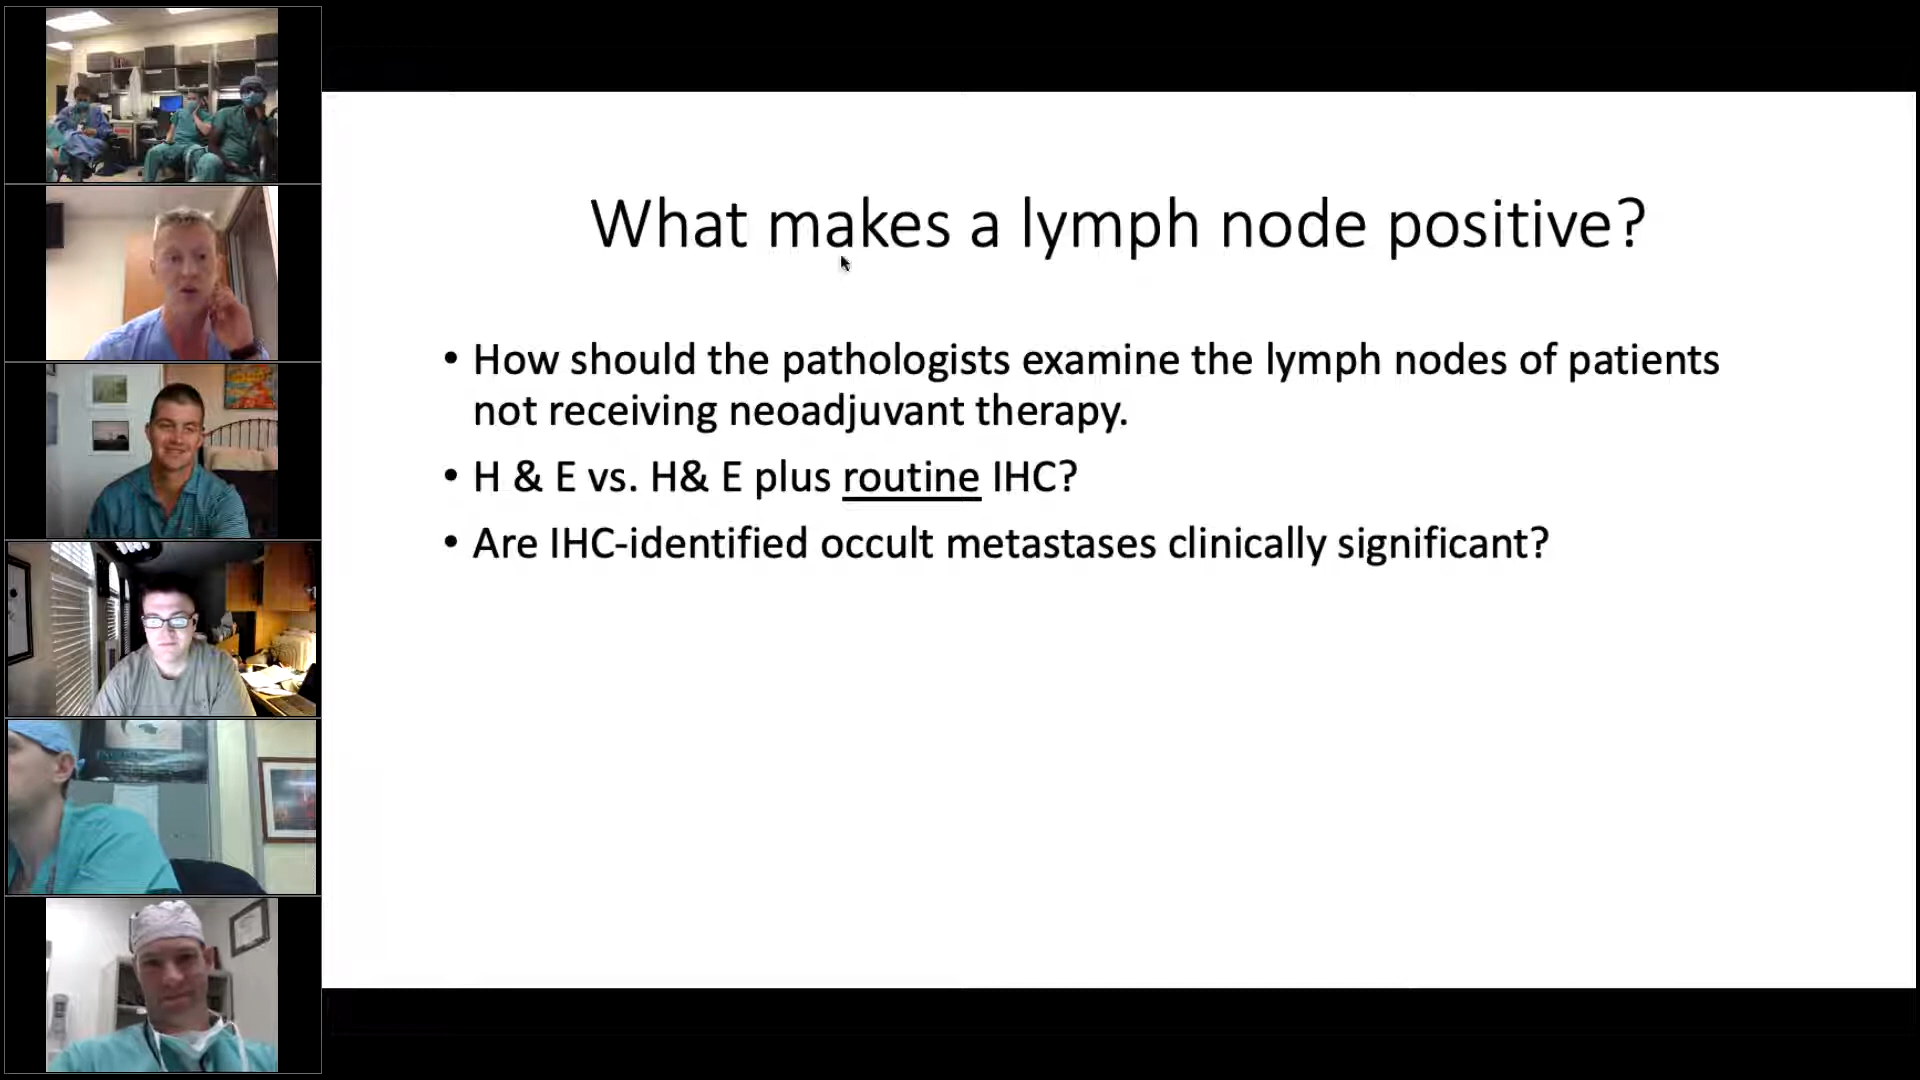 What makes a lymph node positive?
• How should the pathologists examine the lymph nodes of patients
not receiving neoadjuvant therapy.
• H & E vs. H& E plus routine IHC?
• Are IHC-identified occult metastases clinically significant?